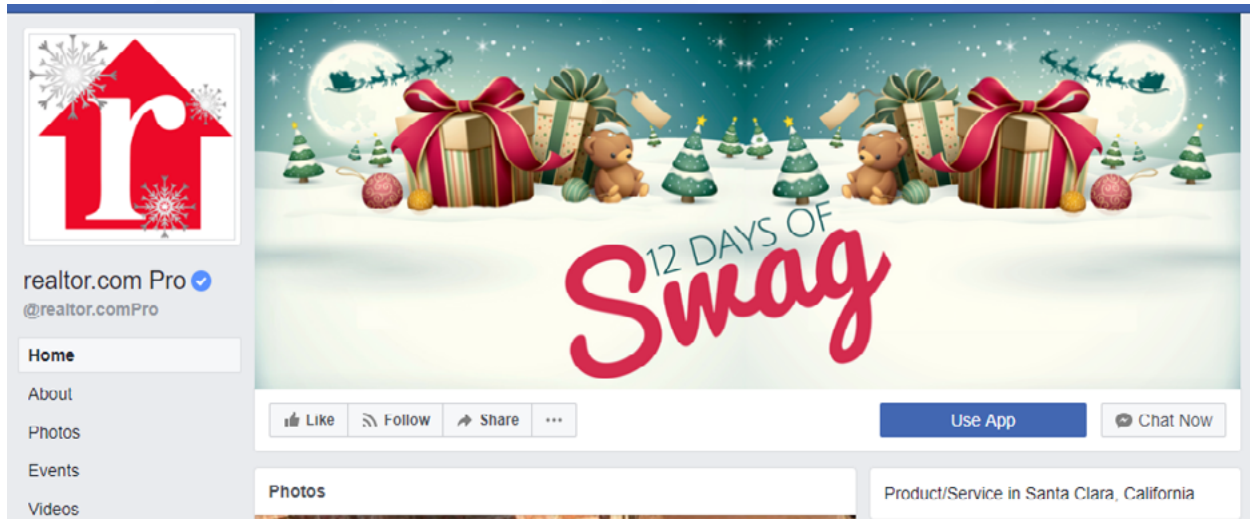 r
realtor.com Pro
@realtor.comPro
Home
About
Photos
Events
Videos
12 DAYS OF
Swag
Like
Follow
Share
...
Use App
Chat Now
Photos
Product/Service in Santa Clara, California